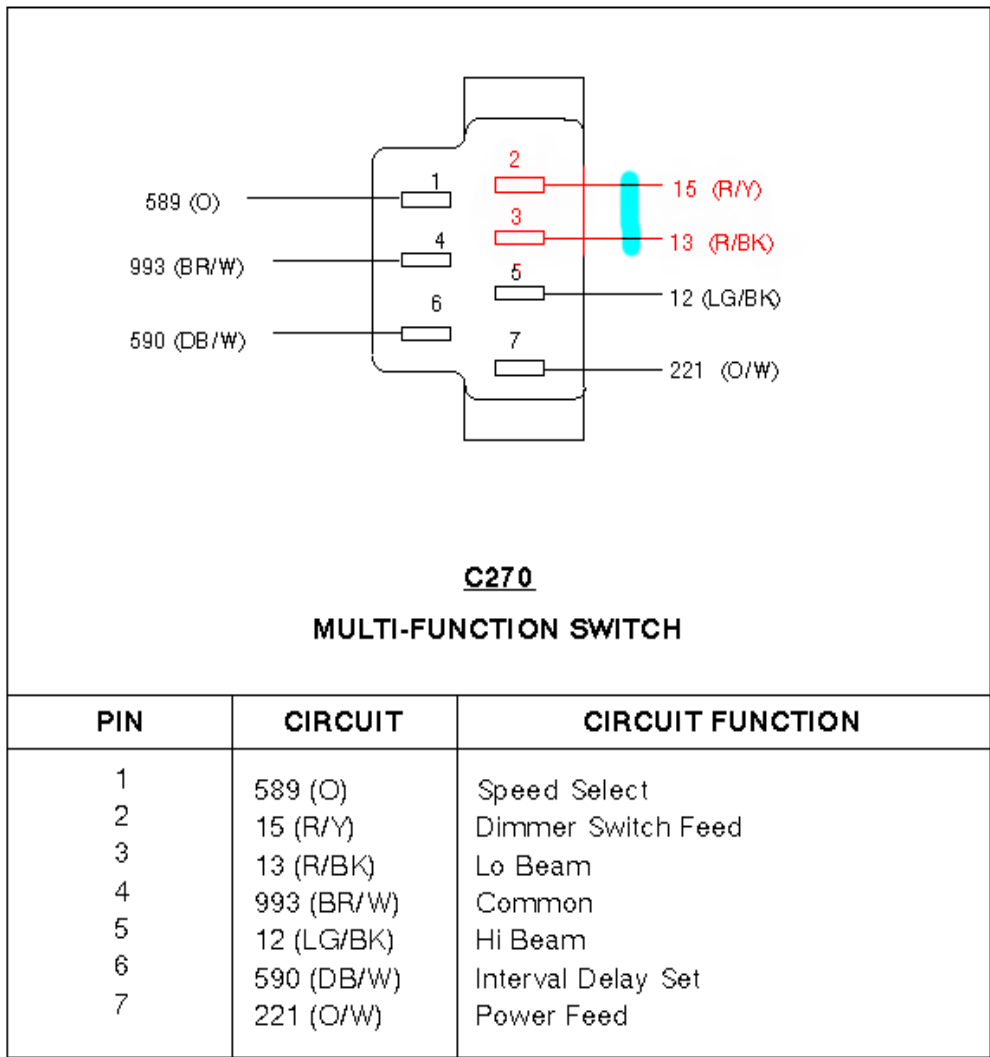 2
1
15 (R/Y)
589 (O)
3
4
13 (R/BK)
993 (BR/W)
5
12 (LG/BK)
6
590 (DB/W)
7
221 (O/W)
C270
MULTI-FUNCTION SWITCH
PIN CIRCUIT CIRCUIT FUNCTION
1 589 (O) Speed Select
2 15 (R/Y) Dimmer Switch Feed
3 13 (R/BK) Lo Beam
4 993 (BR/W) Common
5 12 (LG/BK) Hi Beam
6 590 (DB/W) Interval Delay Set
7 221 (O/W) Power Feed